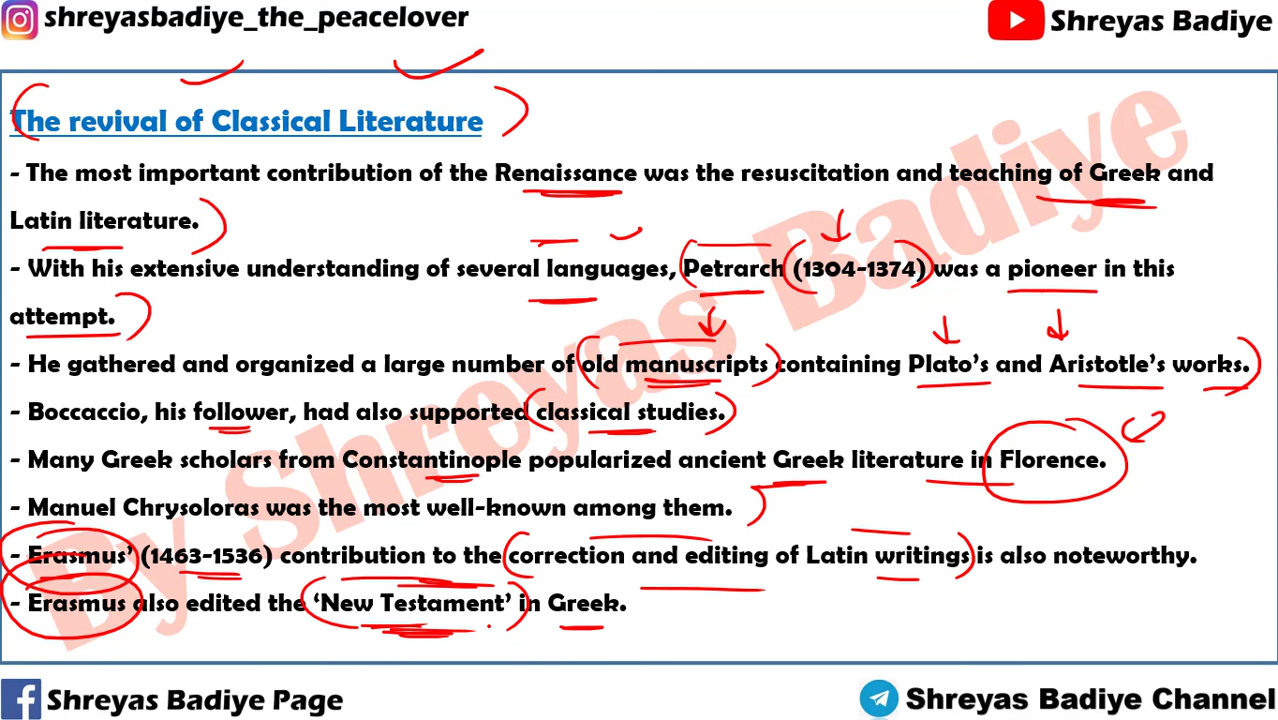 shreyasbadiye_the_peacelover
Shreyas Badiye
The revival of Classical Literature
- The most important contribution of the Renaissance was the resuscitation and teaching of Greek and
Latin literature.
- With his extensive understanding of several languages, Petrarch (1304-1374) was a pioneer in this
attempt.
- He gathered and organized a large number of old manuscripts containing Plato's and Aristotle's works.
- Boccaccio, his follower, had also supported classical studies.
- Many Greek scholars from Constantinople popularized ancient Greek literature in Florence.
- Manuel Chrysoloras was the most well-known among them.
- Erasmus' (1463-1536) contribution to the correction and editing of Latin writings is also noteworthy.
- Erasmus also edited the ‘New Testament’ in Greek.
By Shreyas Badiye
Shreyas Badiye Page
Shreyas Badiye Channel